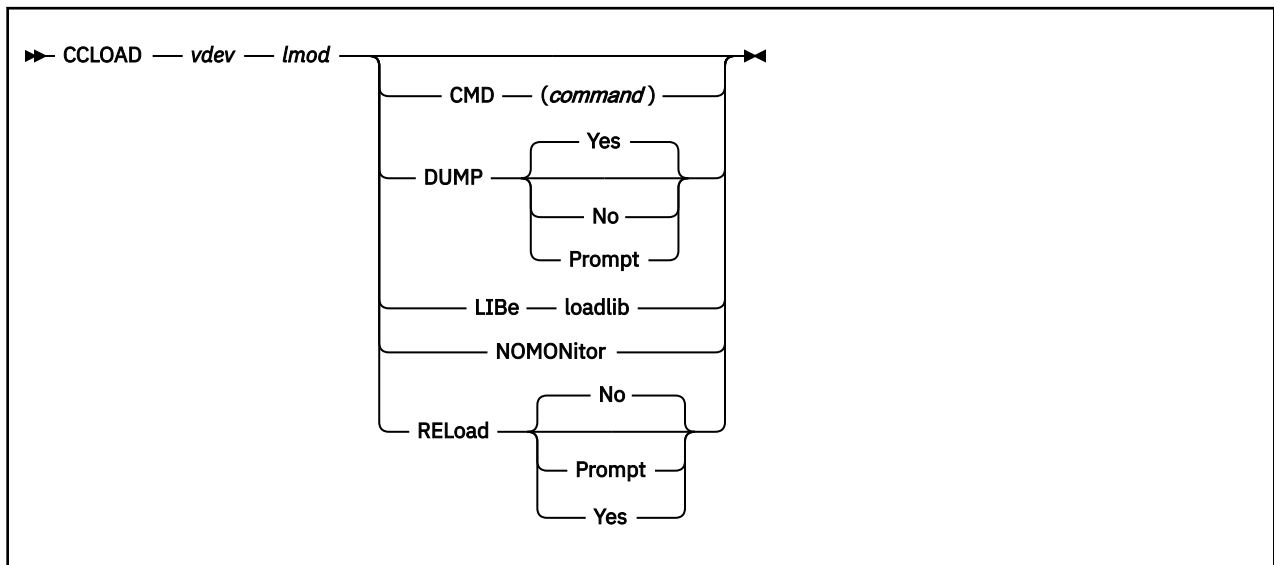 CCLOAD vdev lmod
CMD (command)
Yes
DUMP
No
Prompt
LIBe loadlib
NOMONitor
No
RELoad
Prompt
Yes